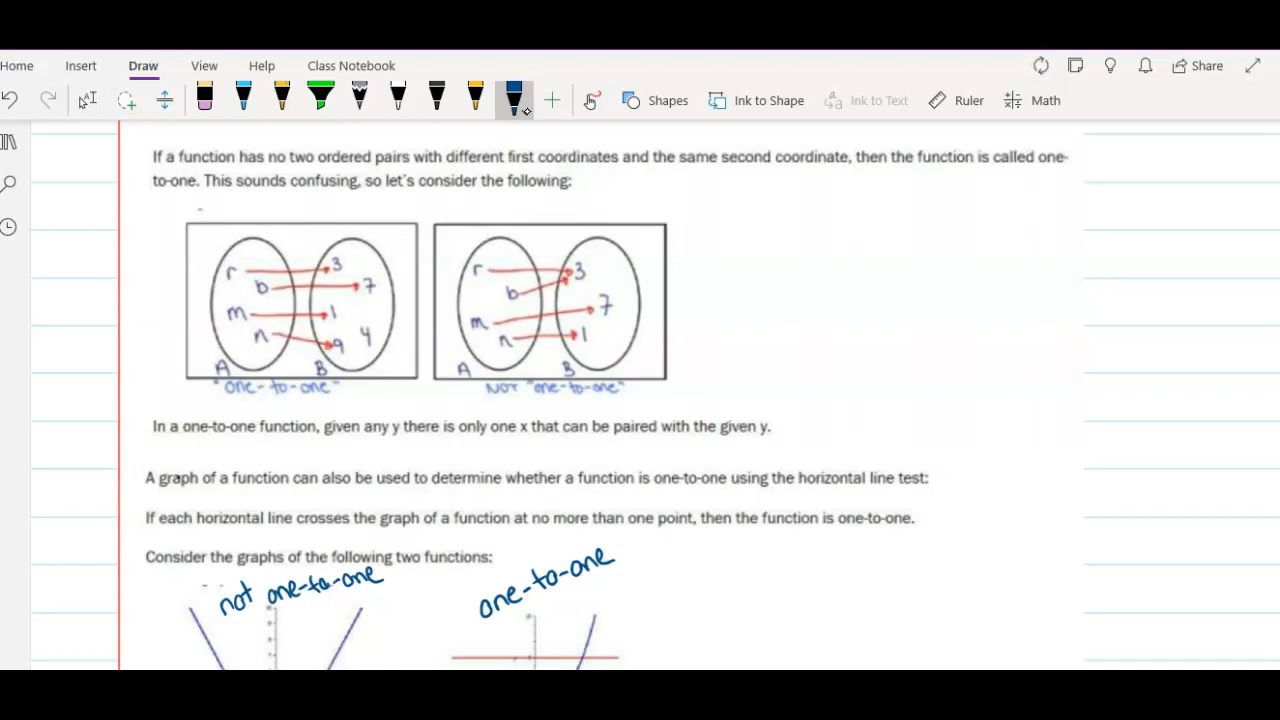 Home Insert Draw View Help Class Notebook Share
Shapes Ink to Shape Ink to Text Ruler Math
If a function has no two ordered pairs with different first coordinates and the same second coordinate, then the function is called one-
to-one. This sounds confusing, so let's consider the following:
r 3 r 3
b 7 b
m 1 m 7
n 9 4 n 1
A B A B
"one-to-one" NOT "one-to-one"
In a one-to-one function, given any y there is only one x that can be paired with the given y.
A graph of a function can also be used to determine whether a function is one-to-one using the horizontal line test:
If each horizontal line crosses the graph of a function at no more than one point, then the function is one-to-one.
Consider the graphs of the following two functions:
not one-to-one one-to-one